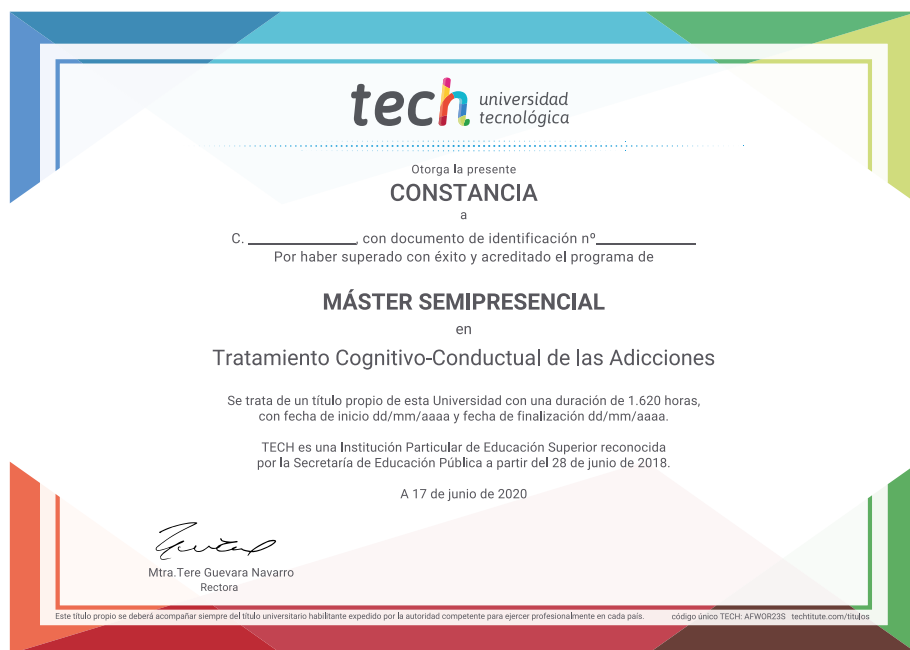 tech universidad
tecnológica
Otorga la presente
CONSTANCIA
a
C. ____________, con documento de identificación nº___________
Por haber superado con éxito y acreditado el programa de
MÁSTER SEMIPRESENCIAL
en
Tratamiento Cognitivo-Conductual de las Adicciones
Se trata de un título propio de esta Universidad con una duración de 1.620 horas,
con fecha de inicio dd/mm/aaaa y fecha de finalización dd/mm/aaaa.
TECH es una Institución Particular de Educación Superior reconocida
por la Secretaría de Educación Pública a partir del 28 de junio de 2018.
A 17 de junio de 2020
Mtra.Tere Guevara Navarro
Rectora
Este título propio se deberá acompañar siempre del título universitario habilitante expedido por la autoridad competente para ejercer profesionalmente en cada país. código único TECH: AFWOR23S techtitute.com/titulos